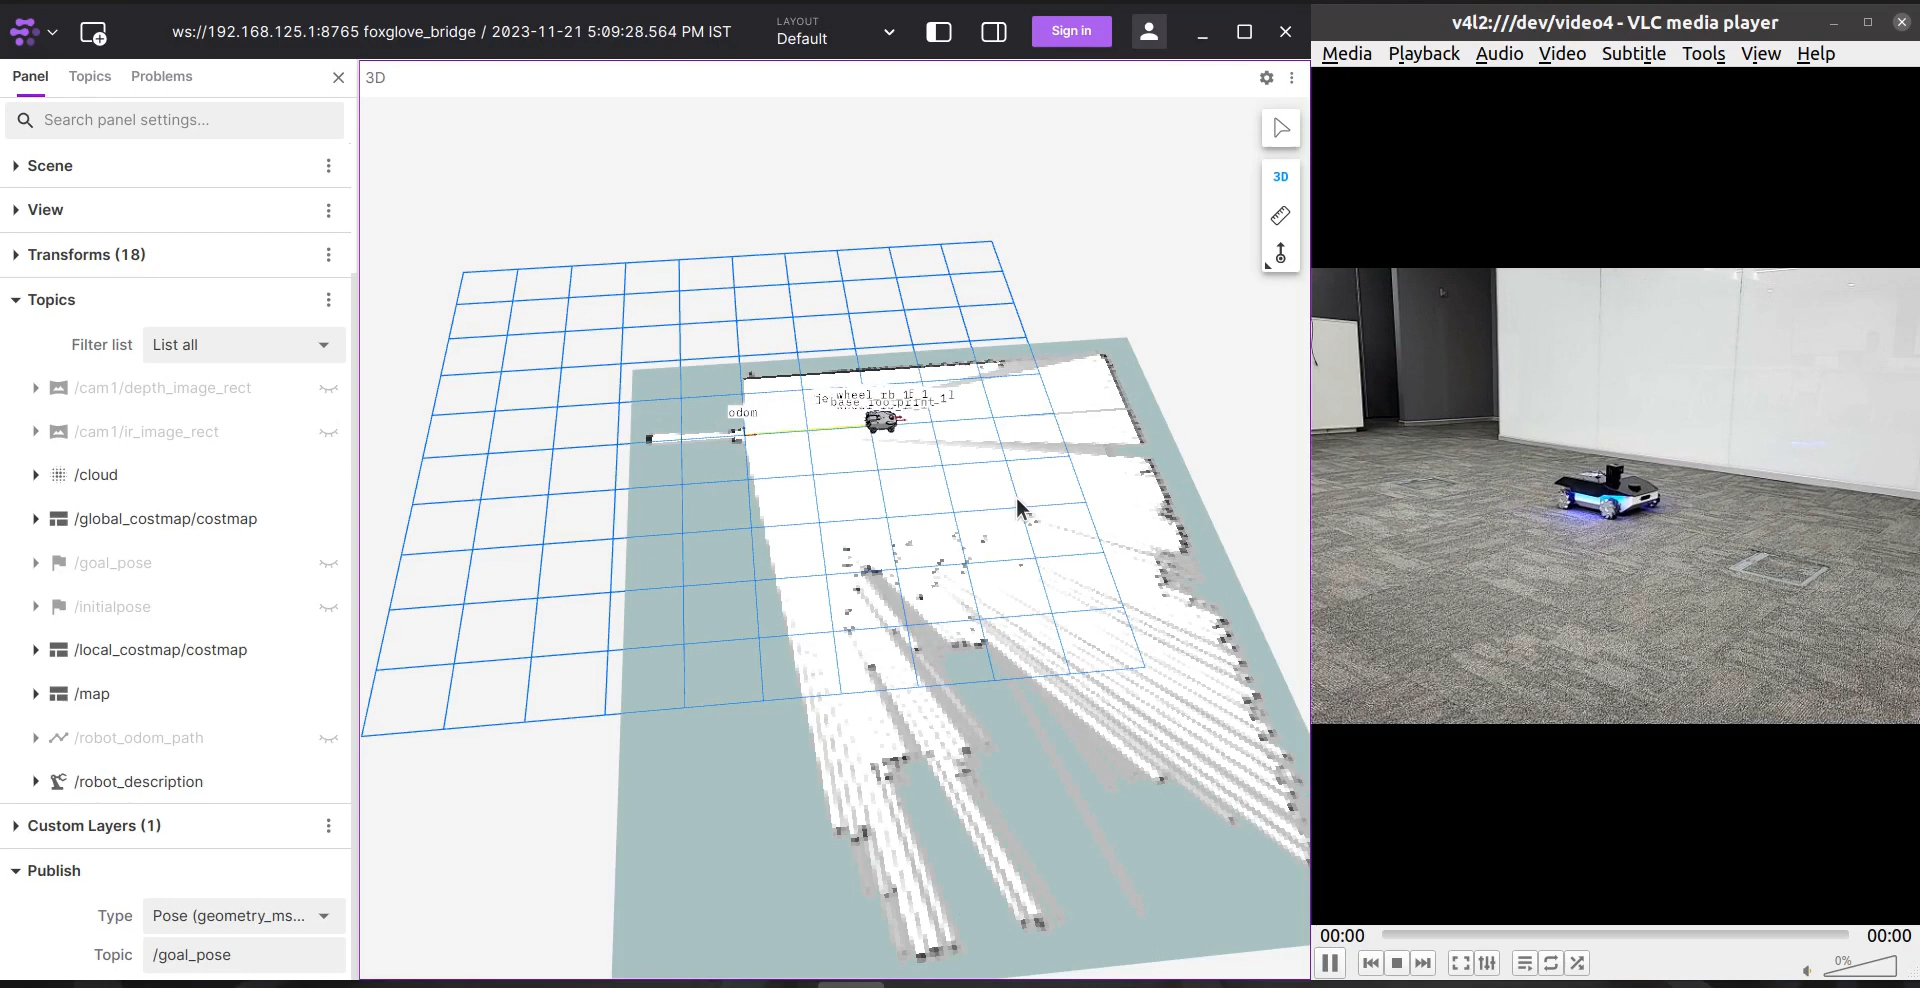 ws://192.168.125.1:8765 foxglove_bridge / 2023-11-21 5:09:28.564 PM IST
LAYOUT
Default
Sign in
Panel
Topics
Problems
Search panel settings...
Scene
View
Transforms (18)
Topics
Filter list
List all
/cam1/depth_image_rect
/cam1/ir_image_rect
/cloud
/global_costmap/costmap
/goal_pose
/initialpose
/local_costmap/costmap
/map
/robot_odom_path
/robot_description
Custom Layers (1)
Publish
Type
Pose (geometry_ms...
Topic
/goal_pose
3D
3D
odom
v4l2:///dev/video4 - VLC media player
Media Playback Audio Video Subtitle Tools View Help
00:00
00:00
0%